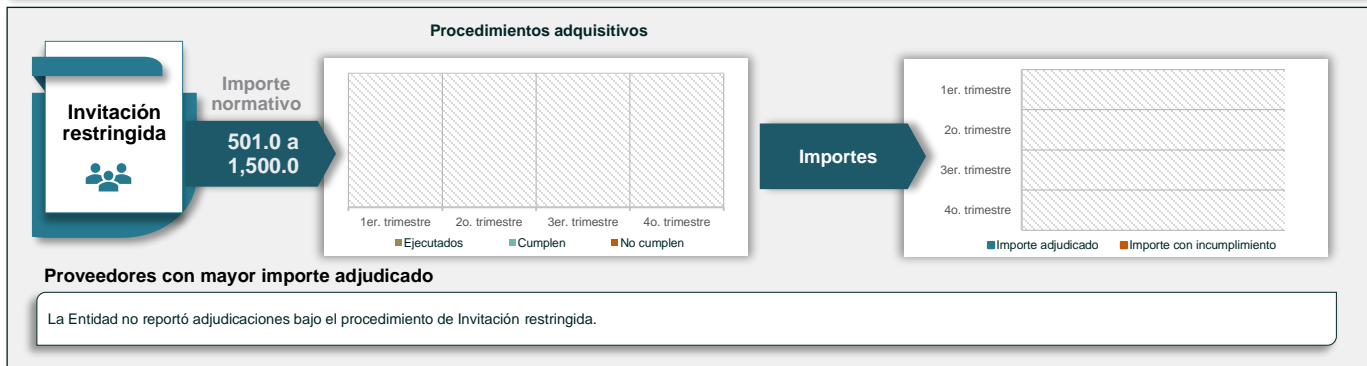 Procedimientos adquisitivos
Invitación
restringida
Importe
normativo
501.0 a
1,500.0
1er. trimestre 2o. trimestre 3er. trimestre 4o. trimestre
Ejecutados Cumplen No cumplen
Importes
1er. trimestre
2o. trimestre
3er. trimestre
4o. trimestre
Importe adjudicado Importe con incumplimiento
Proveedores con mayor importe adjudicado
La Entidad no reportó adjudicaciones bajo el procedimiento de Invitación restringida.